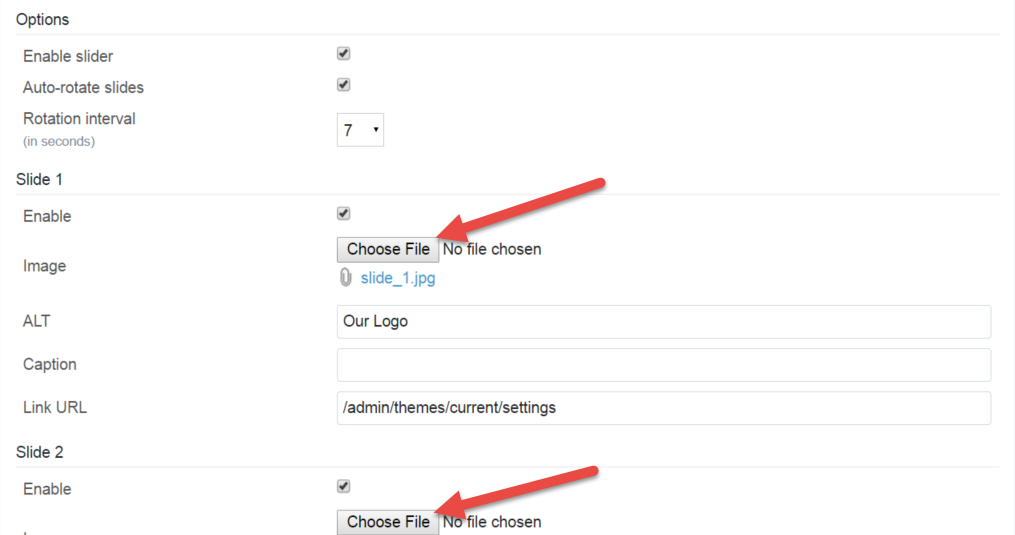 Options
Enable slider
Auto-rotate slides
Rotation interval
(in seconds)
7
Slide 1
Enable
Image
Choose File No file chosen
slide_1.jpg
ALT
Our Logo
Caption
Link URL
/admin/themes/current/settings
Slide 2
Enable
Choose File No file chosen